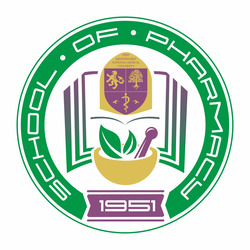 SCHOOL · OF · PHARMACY
1951